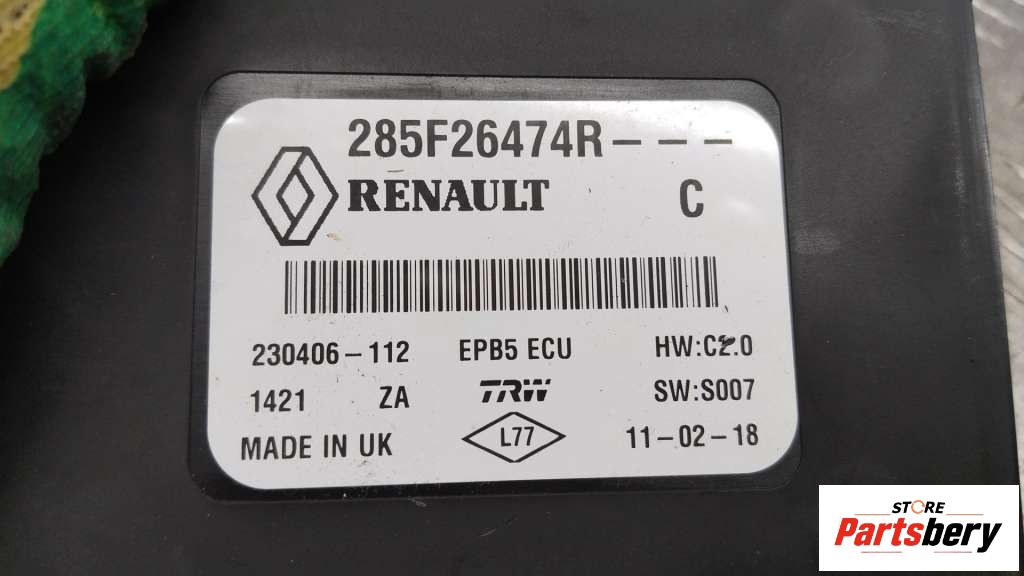 285F26474R---
RENAULT C
230406-112 EPB5 ECU HW:C2.0
1421 ZA TRW SW:S007
MADE IN UK L77 11-02-18
STORE
Partsbery